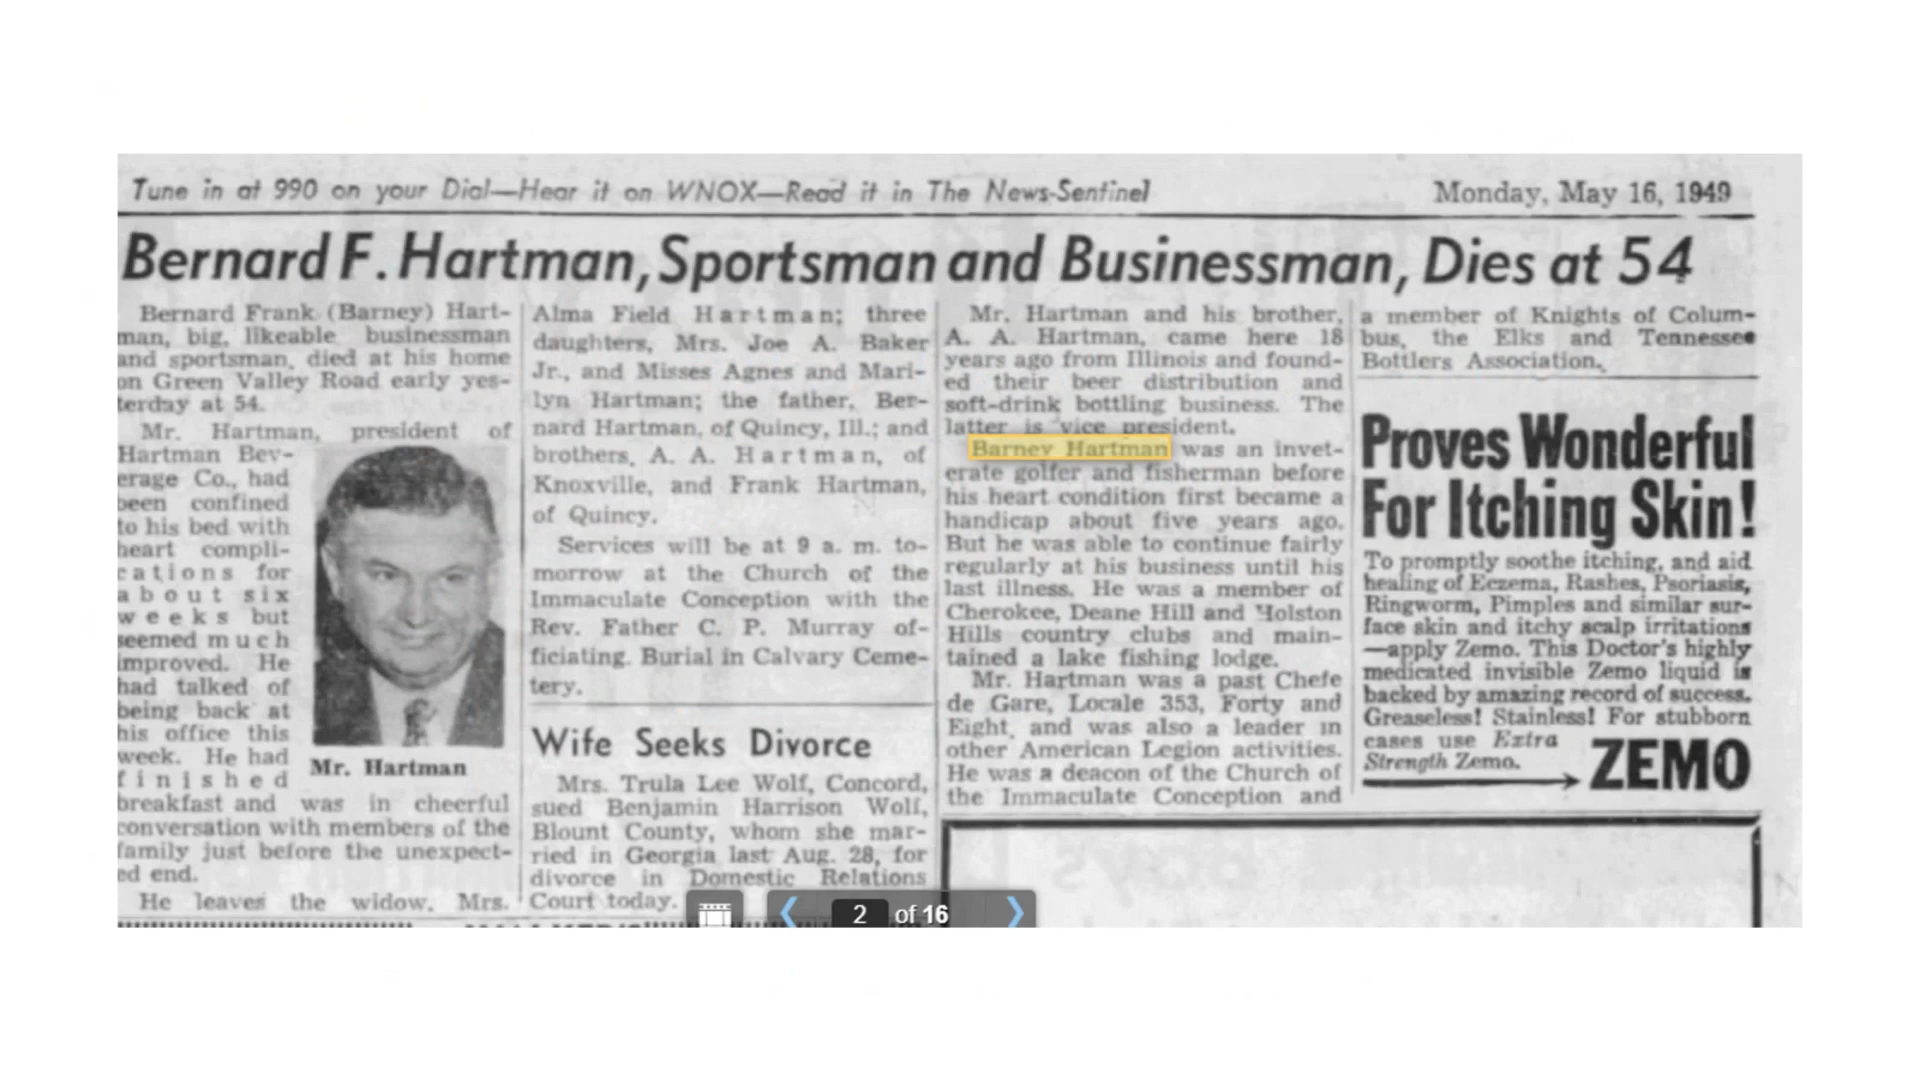 Tune in at 990 on your Dial—Hear it on WNOX—Read it in The News-Sentinel
Monday, May 16, 1949
Bernard F. Hartman, Sportsman and Businessman, Dies at 54
Bernard Frank (Barney) Hart-
man, big, likeable businessman
and sportsman, died at his home
on Green Valley Road early yes-
terday at 54.
Mr. Hartman, president of
Hartman Bev-
erage Co., had
been confined
to his bed with
heart compli-
cations for
about six
weeks but
seemed much
improved. He
had talked of
being back at
his office this
week. He had
finished
breakfast and was in cheerful
conversation with members of the
family just before the unexpect-
ed end.
He leaves the widow, Mrs.
Mr. Hartman
Alma Field Hartman; three
daughters, Mrs. Joe A. Baker
Jr., and Misses Agnes and Mari-
lyn Hartman; the father, Ber-
nard Hartman, of Quincy, Ill.; and
brothers, A. A. Hartman, of
Knoxville, and Frank Hartman,
of Quincy.
Services will be at 9 a. m. to-
morrow at the Church of the
Immaculate Conception with the
Rev. Father C. P. Murray of-
ficiating. Burial in Calvary Ceme-
tery.
Wife Seeks Divorce
Mrs. Trula Lee Wolf, Concord,
sued Benjamin Harrison Wolf,
Blount County, whom she mar-
ried in Georgia last Aug. 28, for
divorce in Domestic Relations
Court today.
Mr. Hartman and his brother,
A. A. Hartman, came here 18
years ago from Illinois and found-
ed their beer distribution and
soft-drink bottling business. The
latter is vice president.
Barney Hartman was an invet-
erate golfer and fisherman before
his heart condition first became a
handicap about five years ago.
But he was able to continue fairly
regularly at his business until his
last illness. He was a member of
Cherokee, Deane Hill and Holston
Hills country clubs and main-
tained a lake fishing lodge.
Mr. Hartman was a past Chefe
de Gare, Locale 353, Forty and
Eight, and was also a leader in
other American Legion activities.
He was a deacon of the Church of
the Immaculate Conception and
a member of Knights of Colum-
bus, the Elks and Tennessee
Bottlers Association.
Proves Wonderful
For Itching Skin!
To promptly soothe itching, and aid
healing of Eczema, Rashes, Psoriasis,
Ringworm, Pimples and similar sur-
face skin and itchy scalp irritations
—apply Zemo. This Doctor's highly
medicated invisible Zemo liquid is
backed by amazing record of success.
Greaseless! Stainless! For stubborn
cases use Extra
Strength Zemo.
ZEMO
2 of 16